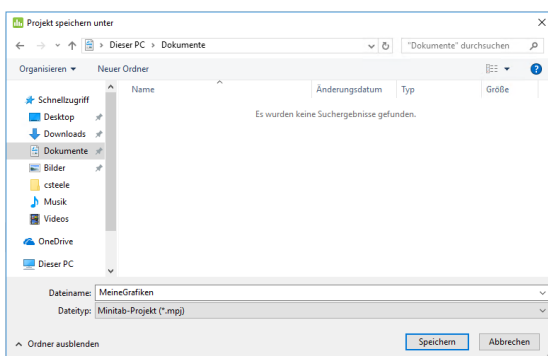 Projekt speichern unter
Dieser PC > Dokumente
"Dokumente" durchsuchen
Organisieren
Neuer Ordner
Name
Änderungsdatum
Typ
Größe
Es wurden keine Suchergebnisse gefunden.
Schnellzugriff
Desktop
Downloads
Dokumente
Bilder
csteele
Musik
Videos
OneDrive
Dieser PC
Dateiname: MeineGrafiken
Dateityp: Minitab-Projekt (*.mpj)
Ordner ausblenden
Speichern
Abbrechen